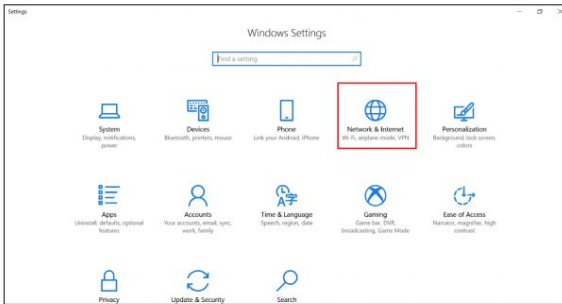 Settings
Windows Settings
Find a setting
System
Display, notifications,
power
Devices
Bluetooth, printers, mouse
Phone
Link your Android, iPhone
Network & Internet
Wi-Fi, airplane mode, VPN
Personalization
Background, lock screen,
colors
Apps
Uninstall, defaults, optional
features
Accounts
Your accounts, email, sync,
work, family
Time & Language
Speech, region, date
Gaming
Game bar, DVR,
broadcasting, Game Mode
Ease of Access
Narrator, magnifier, high
contrast
Privacy
Update & Security
Search